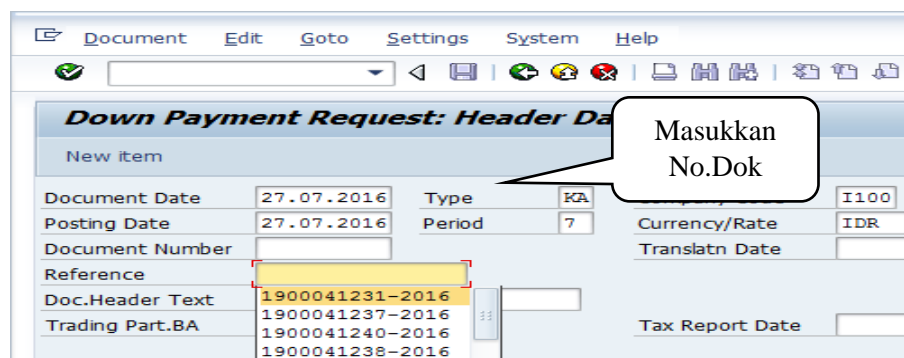 Document Edit Goto Settings System Help
Down Payment Request: Header Da
Masukkan
No.Dok
New item
Document Date 27.07.2016 Type KA I100
Posting Date 27.07.2016 Period 7 Currency/Rate IDR
Document Number Translatn Date
Reference
Doc.Header Text 1900041231-2016
1900041237-2016
Trading Part.BA 1900041240-2016 Tax Report Date
1900041238-2016